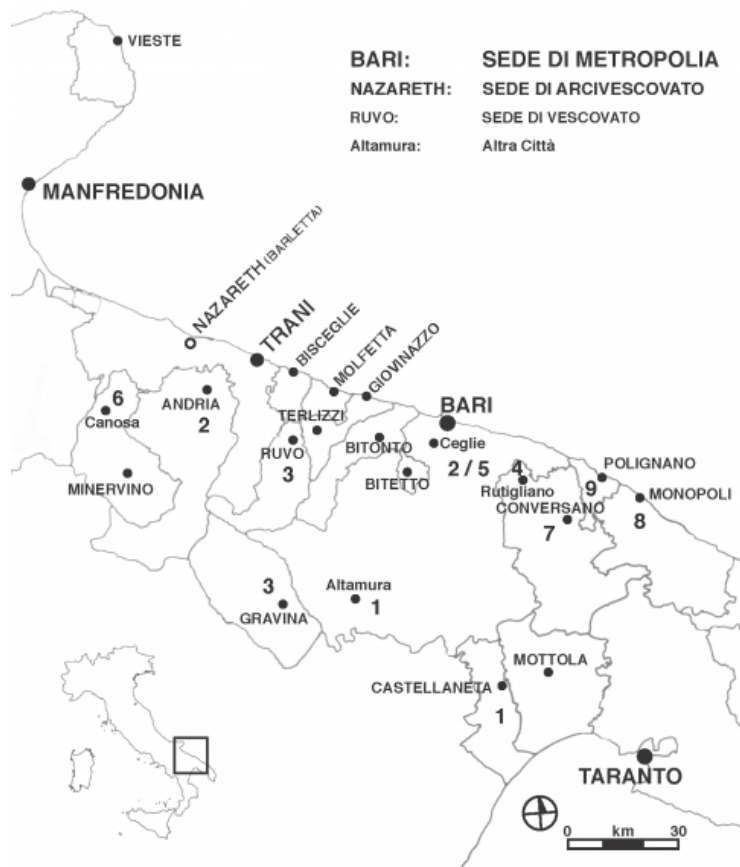 VIESTE
BARI: SEDE DI METROPOLIA
NAZARETH: SEDE DI ARCIVESCOVATO
RUVO: SEDE DI VESCOVATO
Altamura: Altra Città
MANFREDONIA
NAZARETH (BARLETTA)
TRANI
BISCEGLIE
MOLFETTA
GIOVINAZZO
BARI
6
Canosa
ANDRIA
2
TERLIZZI
RUVO
3
BITONTO
BITETTO
Ceglie
2 / 5
4
Rutigliano
CONVERSANO
7
9
POLIGNANO
MONOPOLI
8
MINERVINO
3
GRAVINA
Altamura
1
MOTTOLA
CASTELLANETA
1
TARANTO
0 km 30